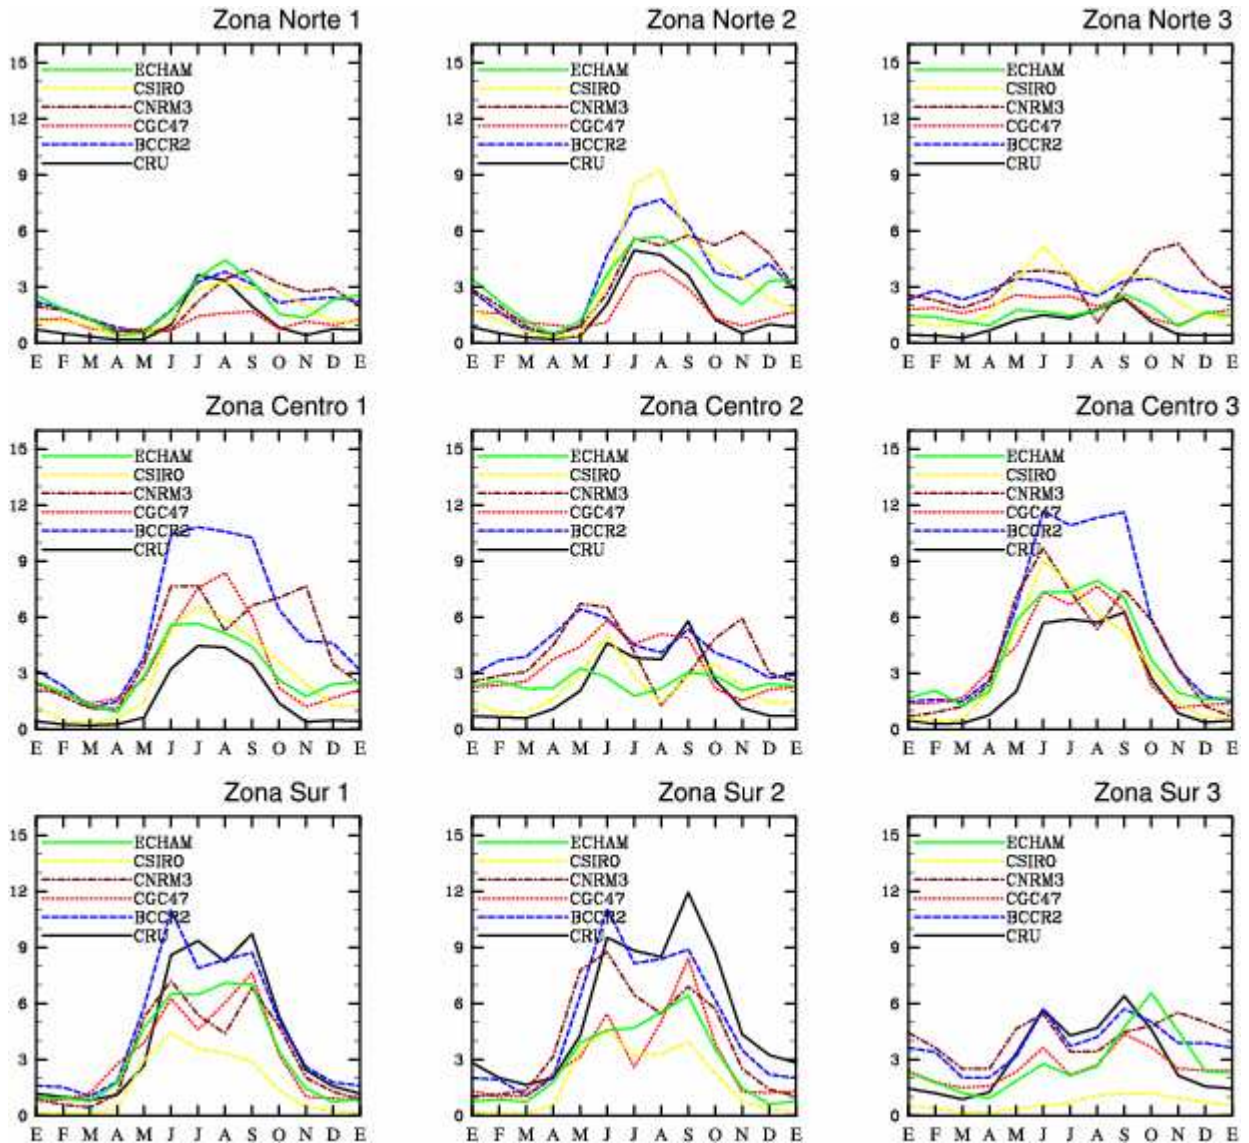 Zona Norte 1
15
12
9
6
3
0
ECHAM
CSIRO
CNRM3
CGC47
BCCR2
CRU
E F M A M J J A S O N D E
Zona Norte 2
15
12
9
6
3
0
ECHAM
CSIRO
CNRM3
CGC47
BCCR2
CRU
E F M A M J J A S O N D E
Zona Norte 3
15
12
9
6
3
0
ECHAM
CSIRO
CNRM3
CGC47
BCCR2
CRU
E F M A M J J A S O N D E
Zona Centro 1
15
12
9
6
3
0
ECHAM
CSIRO
CNRM3
CGC47
BCCR2
CRU
E F M A M J J A S O N D E
Zona Centro 2
15
12
9
6
3
0
ECHAM
CSIRO
CNRM3
CGC47
BCCR2
CRU
E F M A M J J A S O N D E
Zona Centro 3
15
12
9
6
3
0
ECHAM
CSIRO
CNRM3
CGC47
BCCR2
CRU
E F M A M J J A S O N D E
Zona Sur 1
15
12
9
6
3
0
ECHAM
CSIRO
CNRM3
CGC47
BCCR2
CRU
E F M A M J J A S O N D E
Zona Sur 2
15
12
9
6
3
0
ECHAM
CSIRO
CNRM3
CGC47
BCCR2
CRU
E F M A M J J A S O N D E
Zona Sur 3
15
12
9
6
3
0
ECHAM
CSIRO
CNRM3
CGC47
BCCR2
CRU
E F M A M J J A S O N D E